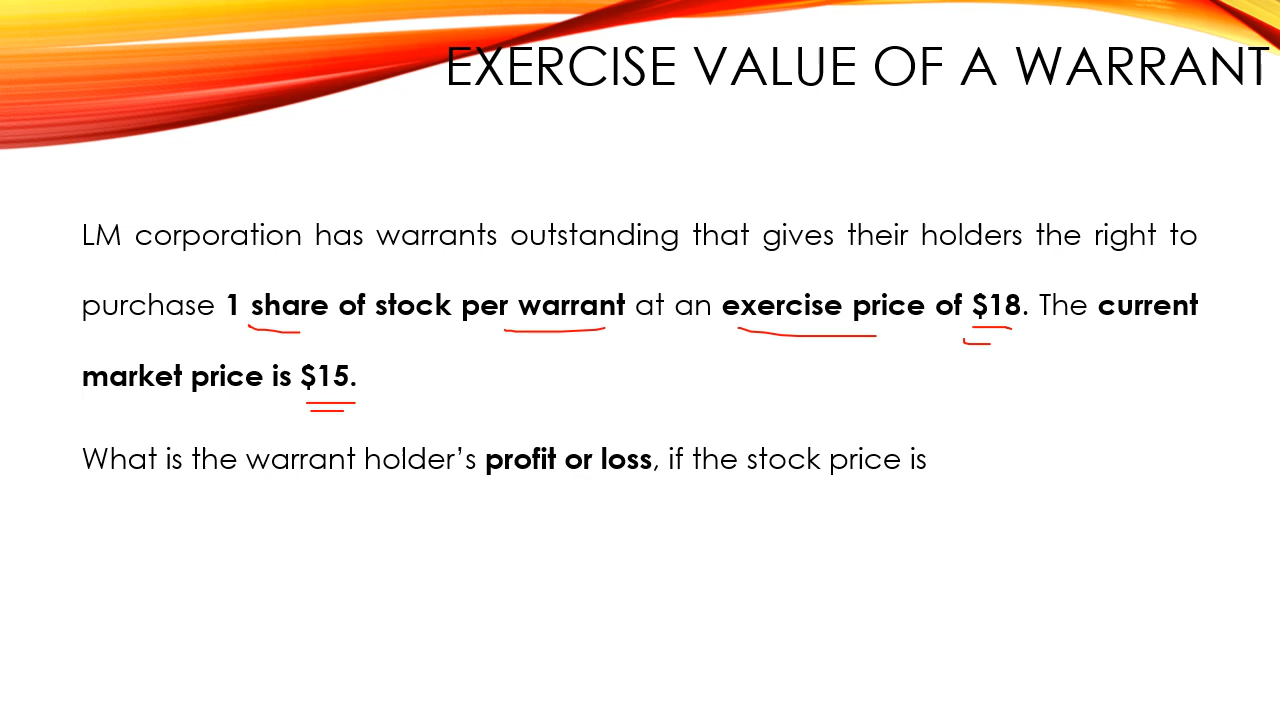 EXERCISE VALUE OF A WARRANT
LM corporation has warrants outstanding that gives their holders the right to
purchase 1 share of stock per warrant at an exercise price of $18. The current
market price is $15.
What is the warrant holder’s profit or loss, if the stock price is